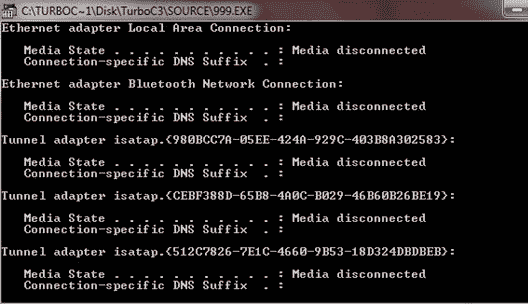 C:\TURBOC~1\Disk\TurboC3\SOURCE\999.EXE
Ethernet adapter Local Area Connection:
Media State . . . . . . . . . . . : Media disconnected
Connection-specific DNS Suffix  . :
Ethernet adapter Bluetooth Network Connection:
Media State . . . . . . . . . . . : Media disconnected
Connection-specific DNS Suffix  . :
Tunnel adapter isatap.{980BCC7A-05EE-424A-929C-403B8A302583}:
Media State . . . . . . . . . . . : Media disconnected
Connection-specific DNS Suffix  . :
Tunnel adapter isatap.{CEBF388D-65B8-4A0C-B029-46B60B26BE19}:
Media State . . . . . . . . . . . : Media disconnected
Connection-specific DNS Suffix  . :
Tunnel adapter isatap.{512C7826-7E1C-4660-9B53-18D324DBDBEB}:
Media State . . . . . . . . . . . : Media disconnected
Connection-specific DNS Suffix  . :